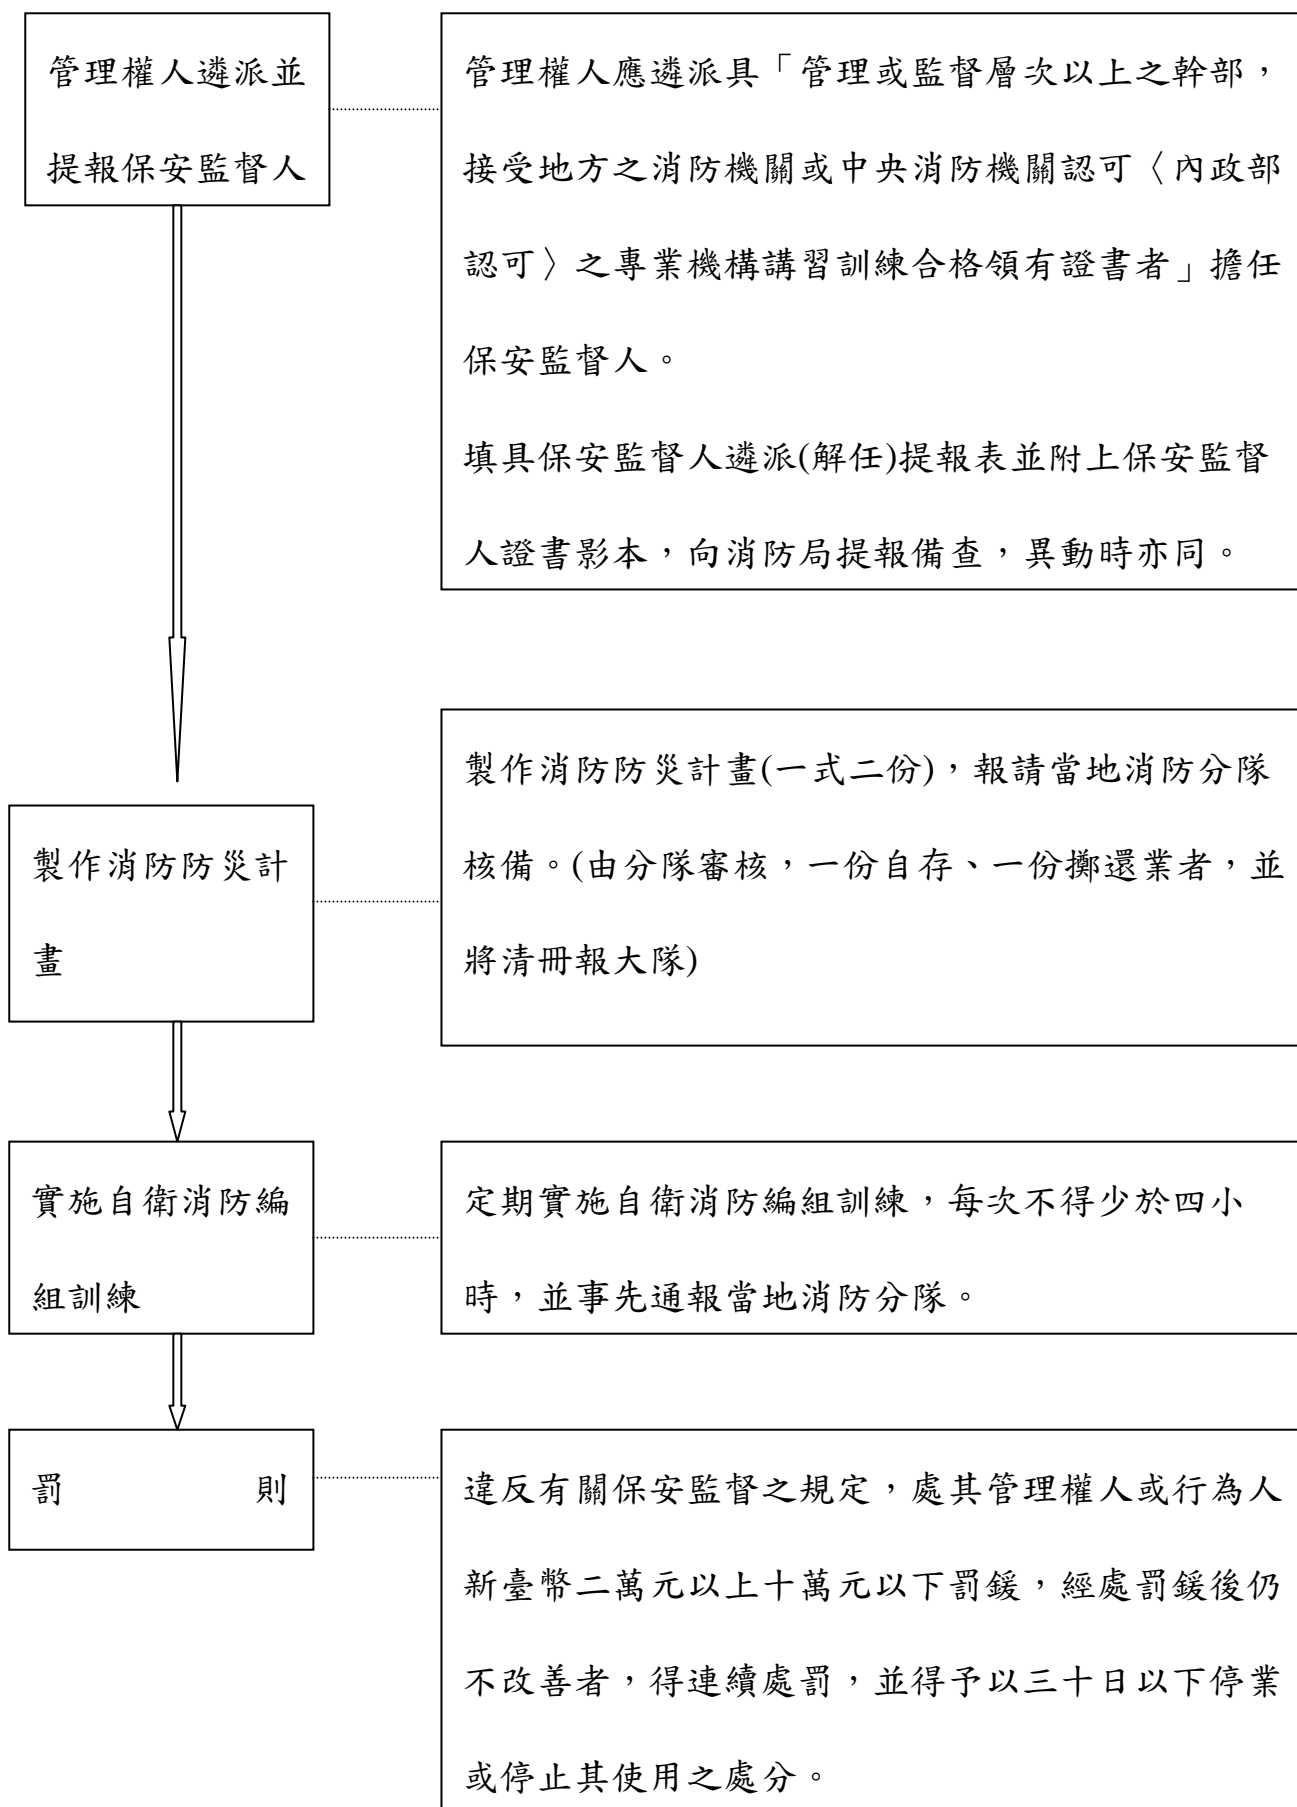 管理權人遴派並
提報保安監督人
管理權人應遴派具「管理或監督層次以上之幹部，
接受地方之消防機關或中央消防機關認可〈內政部
認可〉之專業機構講習訓練合格領有證書者」擔任
保安監督人。
填具保安監督人遴派(解任)提報表並附上保安監督
人證書影本，向消防局提報備查，異動時亦同。
製作消防防災計
畫
製作消防防災計畫(一式二份)，報請當地消防分隊
核備。(由分隊審核，一份自存、一份擲還業者，並
將清冊報大隊)
實施自衛消防編
組訓練
定期實施自衛消防編組訓練，每次不得少於四小
時，並事先通報當地消防分隊。
罰則
違反有關保安監督之規定，處其管理權人或行為人
新臺幣二萬元以上十萬元以下罰鍰，經處罰鍰後仍
不改善者，得連續處罰，並得予以三十日以下停業
或停止其使用之處分。